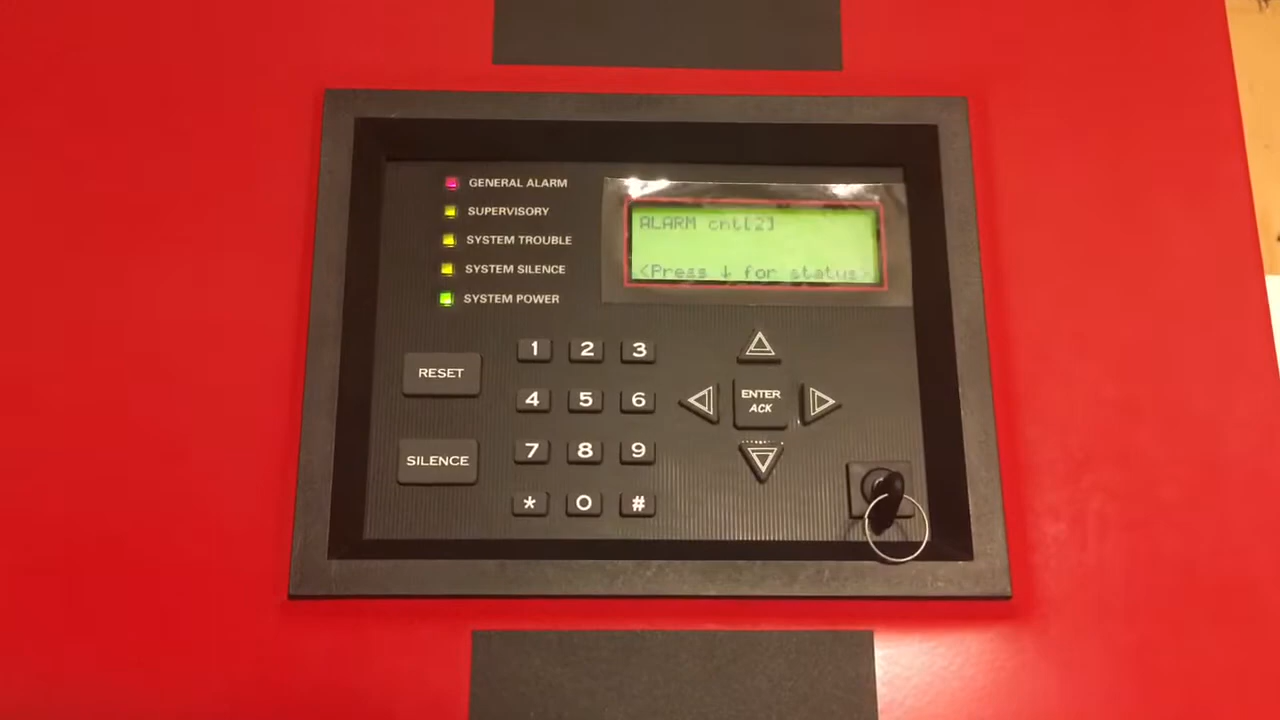 GENERAL ALARM
SUPERVISORY
SYSTEM TROUBLE
SYSTEM SILENCE
SYSTEM POWER
ALARM cnt[2]
<Press ↓ for status>
RESET
SILENCE
1 2 3
4 5 6
7 8 9
* 0 #
ENTER
ACK